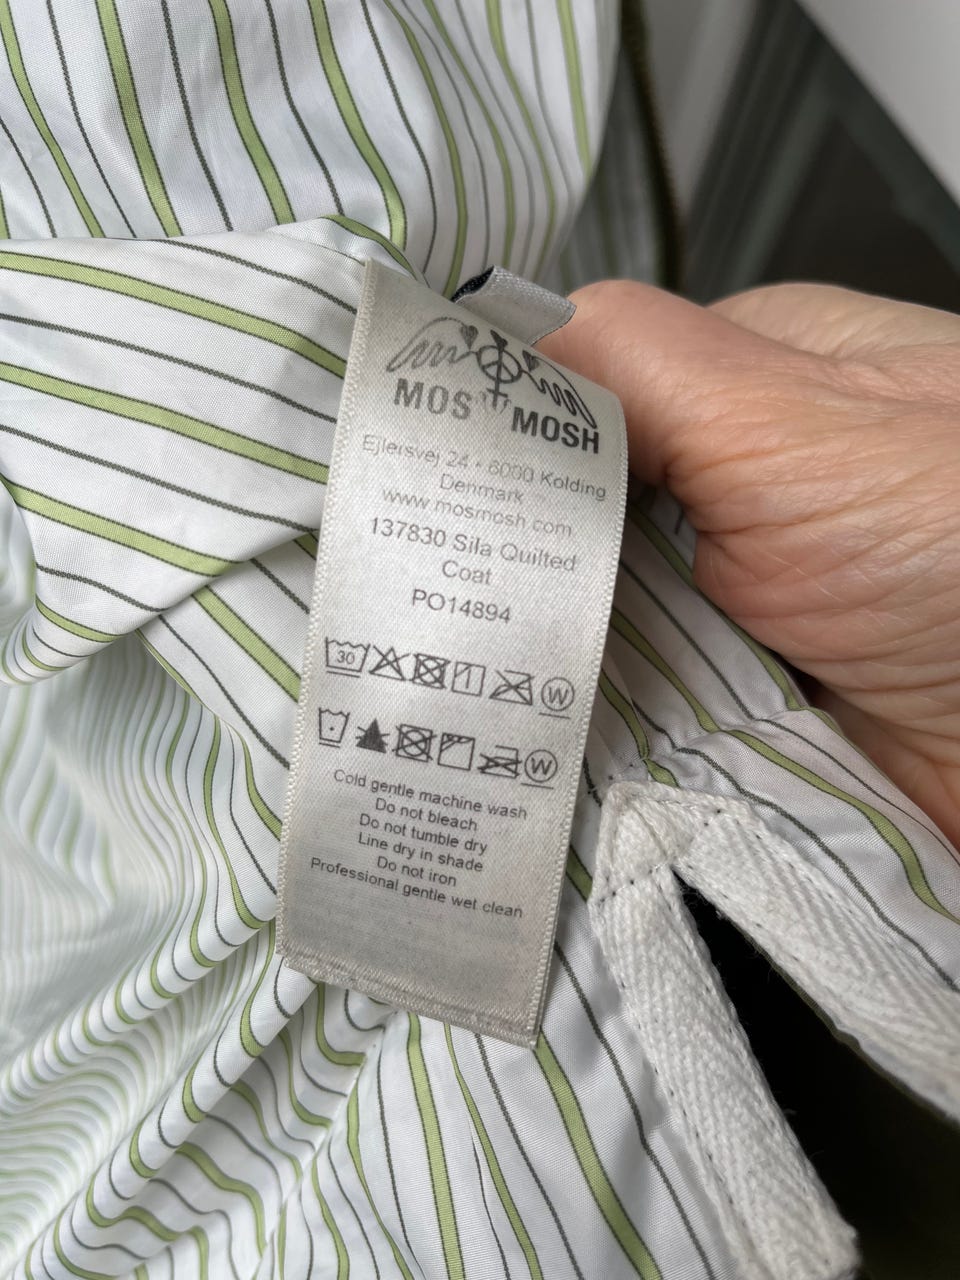 MOS MOSH
Ejlersvej 24 - 6000 Kolding
Denmark
www.mosmosh.com
137830 Sila Quilted
Coat
PO14894
30 W
W
Cold gentle machine wash
Do not bleach
Do not tumble dry
Line dry in shade
Do not iron
Professional gentle wet clean